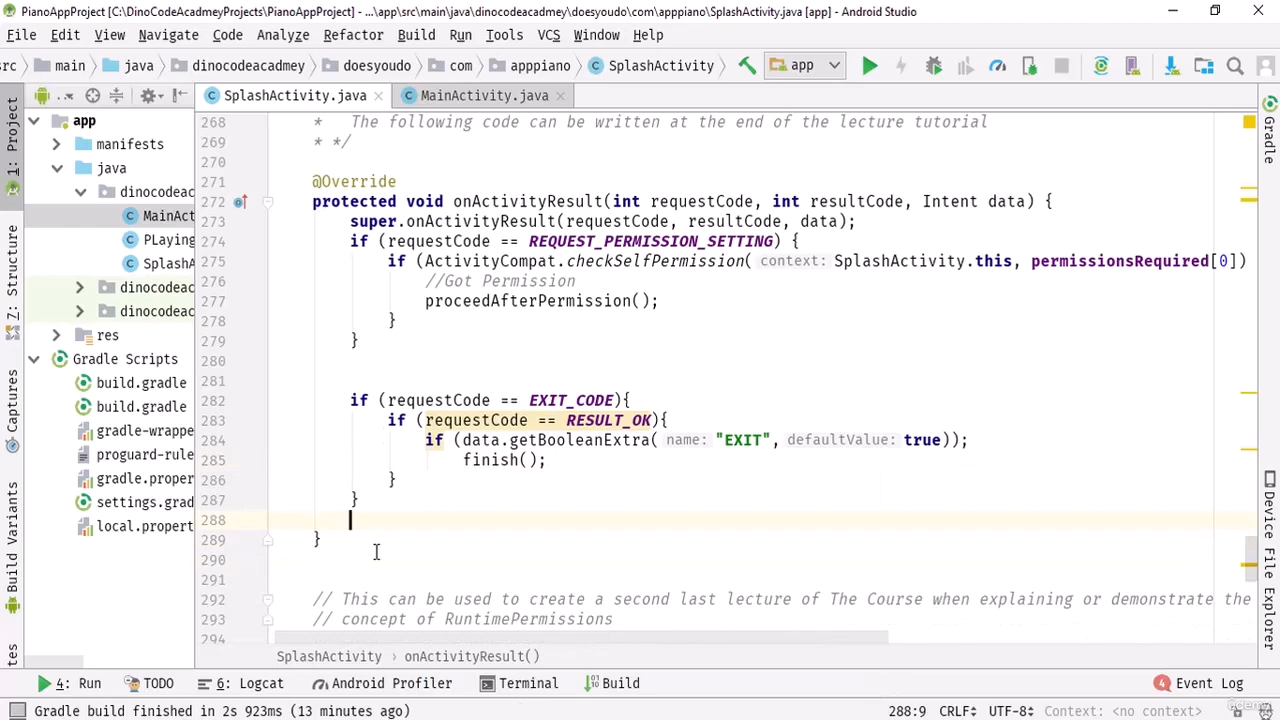 PianoAppProject [C:\DinoCodeAcadmeyProjects\PianoAppProject] - ...\app\src\main\java\dinocodeacadmey\doesyoudo\com\apppiano\SplashActivity.java [app] - Android Studio
File Edit View Navigate Code Analyze Refactor Build Run Tools VCS Window Help
src main java dinocodeacadmey doesyoudo com apppiano SplashActivity app
SplashActivity.java MainActivity.java
1: Project
Z: Structure
Captures
Build Variants
Gradle
Device File Explorer
app
manifests
java
dinocodeac
MainAct
PLaying
SplashA
dinocodeac
dinocodeac
res
Gradle Scripts
build.gradle
build.gradle
gradle-wrappe
proguard-rule
gradle.proper
settings.grad
local.propert
268 * The following code can be written at the end of the lecture tutorial
269 * */
270
271 @Override
272 protected void onActivityResult(int requestCode, int resultCode, Intent data) {
273 super.onActivityResult(requestCode, resultCode, data);
274 if (requestCode == REQUEST_PERMISSION_SETTING) {
275 if (ActivityCompat.checkSelfPermission( context: SplashActivity.this, permissionsRequired[0])
276 //Got Permission
277 proceedAfterPermission();
278 }
279 }
280
281
282 if (requestCode == EXIT_CODE){
283 if (requestCode == RESULT_OK){
284 if (data.getBooleanExtra( name: "EXIT", defaultValue: true));
285 finish();
286 }
287 }
288
289 }
290
291
292 // This can be used to create a second last lecture of The Course when explaining or demonstrate the
293 // concept of RuntimePermissions
294
SplashActivity › onActivityResult()
4: Run TODO 6: Logcat Android Profiler Terminal Build 4 Event Log
Gradle build finished in 2s 923ms (13 minutes ago) 288:9 CRLF UTF-8 Context: <no context>